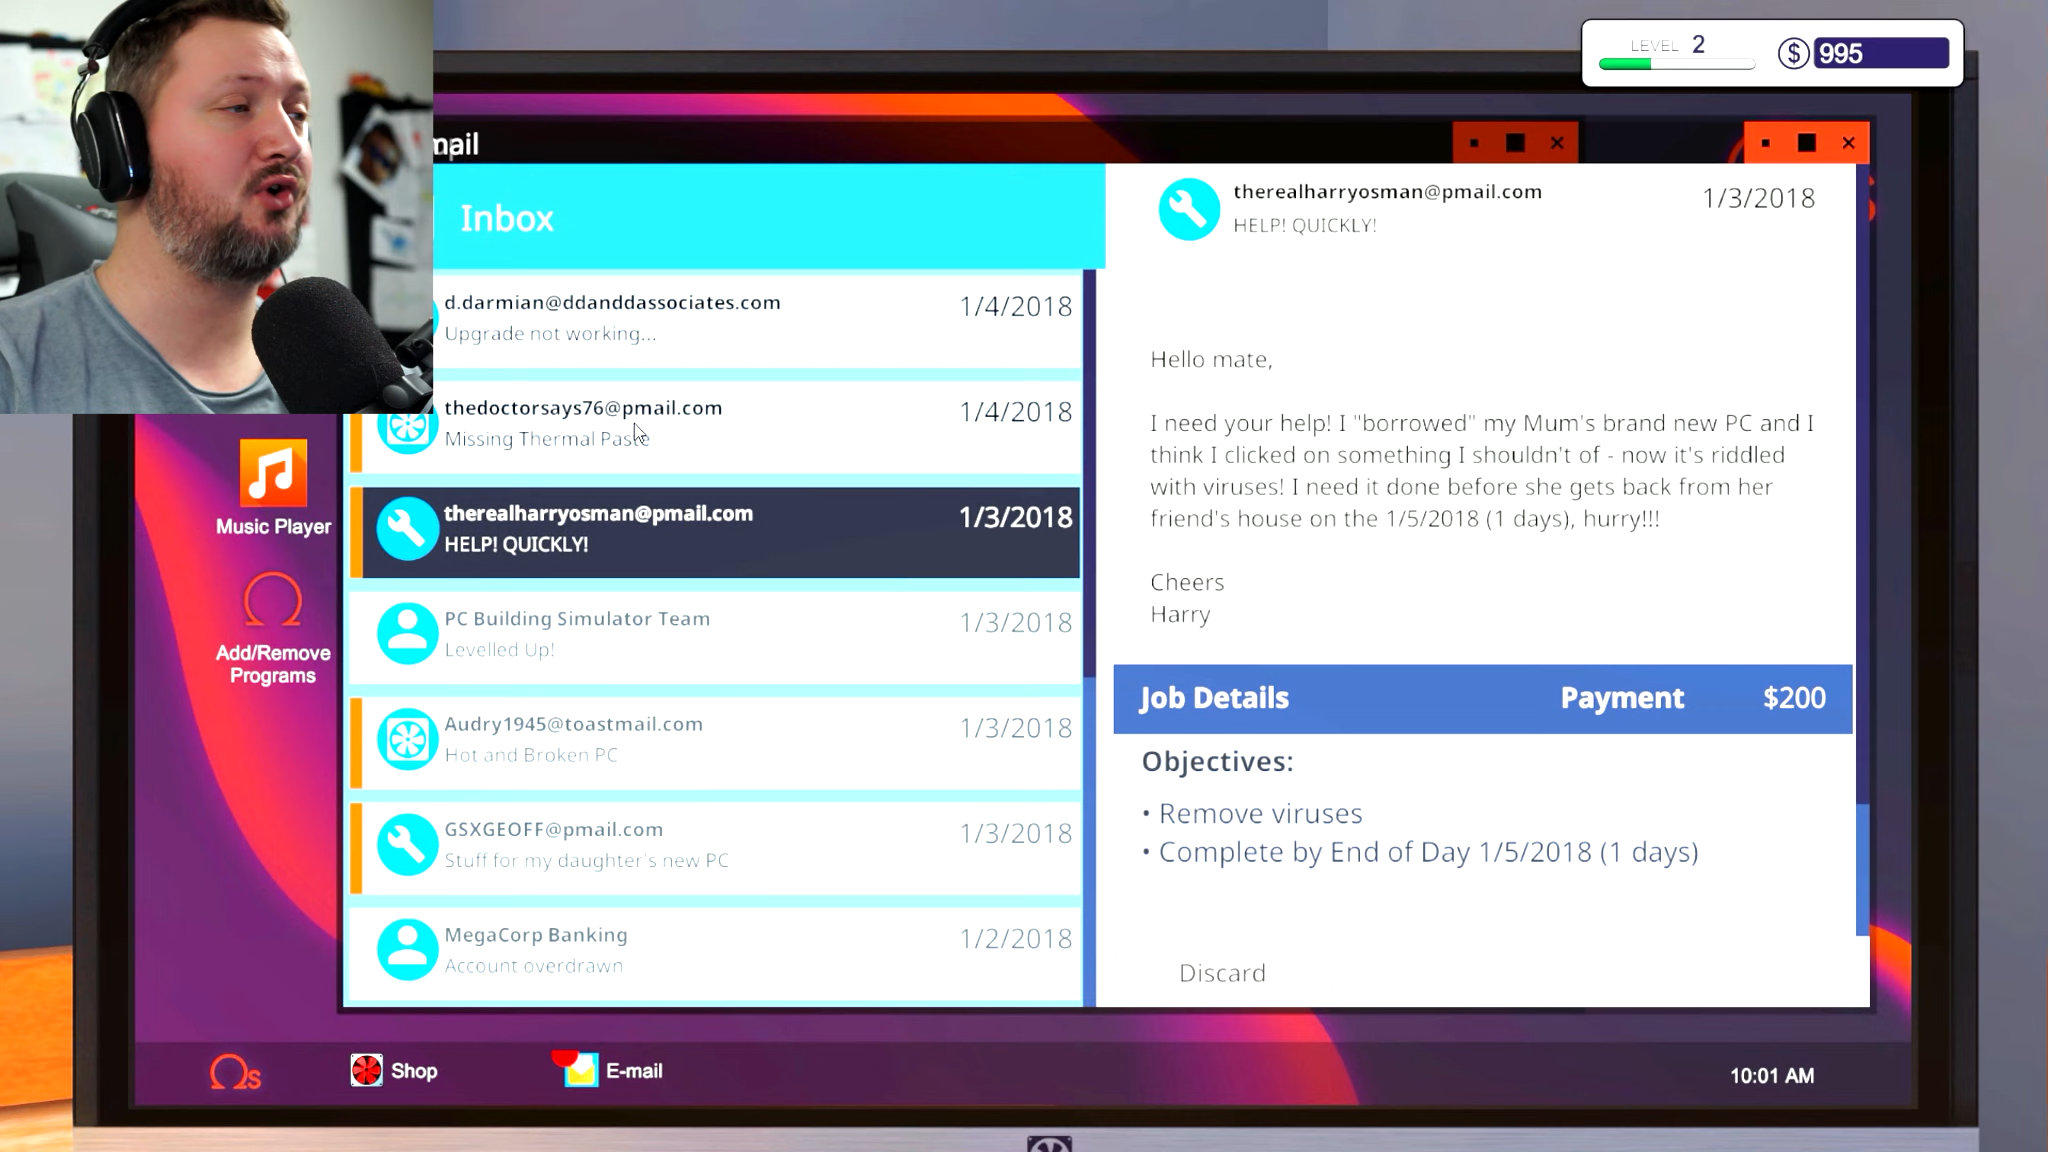 LEVEL 2
$ 995
mail
Inbox
d.darmian@ddanddassociates.com 1/4/2018
Upgrade not working...
thedoctorsays76@pmail.com 1/4/2018
Missing Thermal Paste
therealharryosman@pmail.com 1/3/2018
HELP! QUICKLY!
PC Building Simulator Team 1/3/2018
Levelled Up!
Audry1945@toastmail.com 1/3/2018
Hot and Broken PC
GSXGEOFF@pmail.com 1/3/2018
Stuff for my daughter's new PC
MegaCorp Banking 1/2/2018
Account overdrawn
therealharryosman@pmail.com 1/3/2018
HELP! QUICKLY!
Hello mate,
I need your help! I "borrowed" my Mum's brand new PC and I
think I clicked on something I shouldn't of - now it's riddled
with viruses! I need it done before she gets back from her
friend's house on the 1/5/2018 (1 days), hurry!!!
Cheers
Harry
Job Details Payment $200
Objectives:
• Remove viruses
• Complete by End of Day 1/5/2018 (1 days)
Discard
Music Player
Add/Remove
Programs
Ωs
Shop
E-mail
10:01 AM